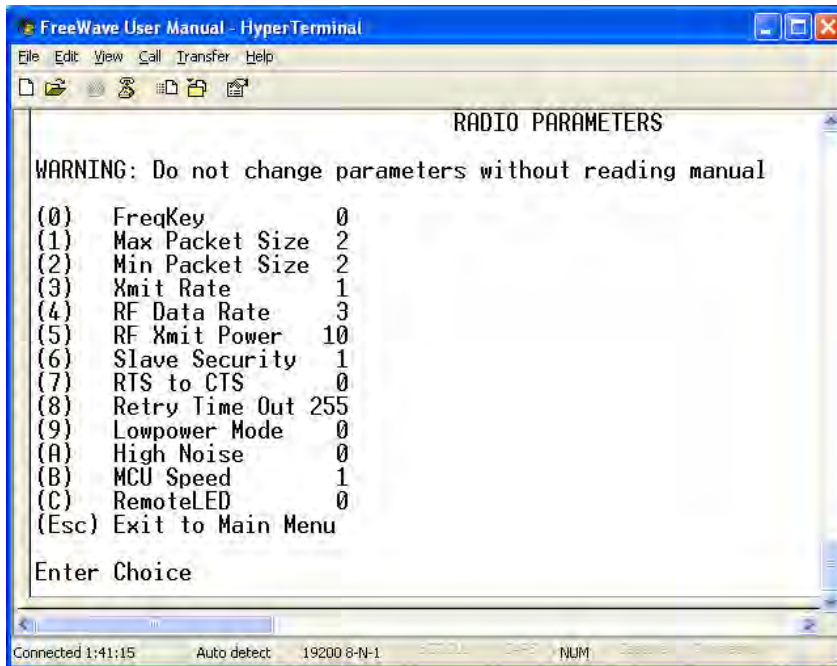 FreeWave User Manual - HyperTerminal
File Edit View Call Transfer Help
RADIO PARAMETERS
WARNING: Do not change parameters without reading manual
(0) FreqKey 0
(1) Max Packet Size 2
(2) Min Packet Size 2
(3) Xmit Rate 1
(4) RF Data Rate 3
(5) RF Xmit Power 10
(6) Slave Security 1
(7) RTS to CTS 0
(8) Retry Time Out 255
(9) Lowpower Mode 0
(A) High Noise 0
(B) MCU Speed 1
(C) RemoteLED 0
(Esc) Exit to Main Menu
Enter Choice
Connected 1:41:15 Auto detect 19200 8-N-1 NUM